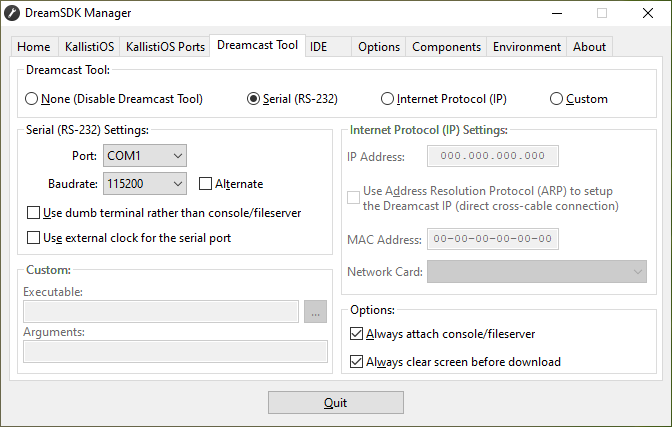 DreamSDK Manager
Home KallistiOS KallistiOS Ports Dreamcast Tool IDE Options Components Environment About
Dreamcast Tool:
None (Disable Dreamcast Tool) Serial (RS-232) Internet Protocol (IP) Custom
Serial (RS-232) Settings:
Port: COM1
Baudrate: 115200 Alternate
Use dumb terminal rather than console/fileserver
Use external clock for the serial port
Internet Protocol (IP) Settings:
IP Address: 000.000.000.000
Use Address Resolution Protocol (ARP) to setup
the Dreamcast IP (direct cross-cable connection)
MAC Address: 00-00-00-00-00-00
Network Card:
Custom:
Executable:
...
Arguments:
Options:
Always attach console/fileserver
Always clear screen before download
Quit